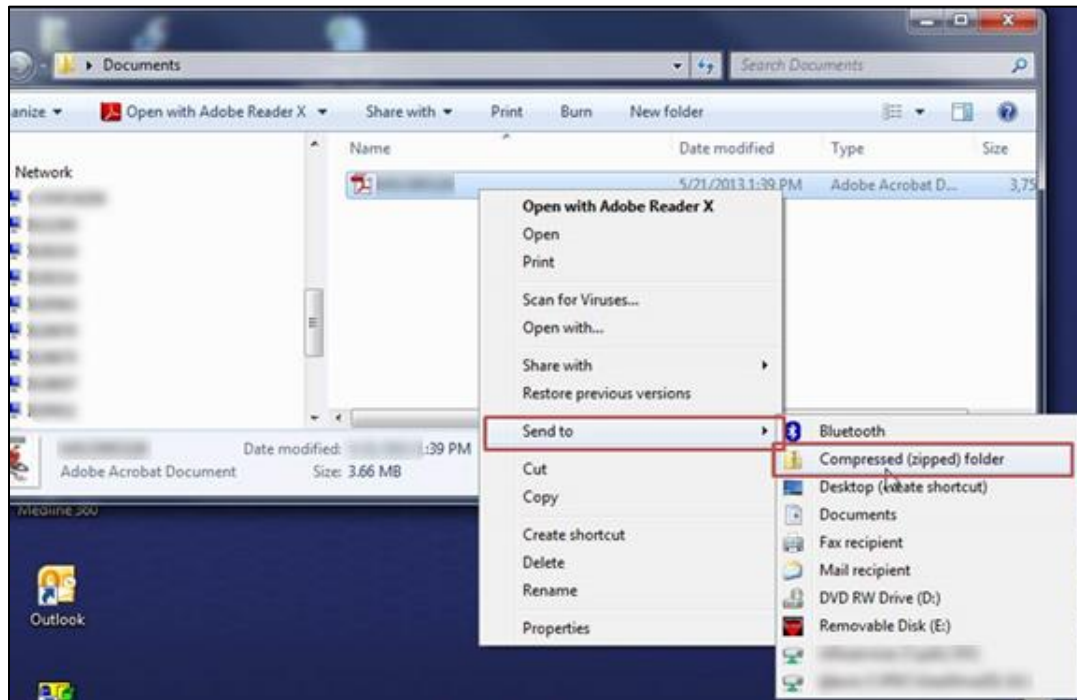 Documents
Search Documents
anize
Open with Adobe Reader X
Share with
Print
Burn
New folder
Name
Date modified
Type
Size
Network
5/21/2013 1:39 PM
Adobe Acrobat D...
3,75
Open with Adobe Reader X
Open
Print
Scan for Viruses...
Open with...
Share with
Restore previous versions
Send to
Cut
Copy
Create shortcut
Delete
Rename
Properties
Bluetooth
Compressed (zipped) folder
Desktop (create shortcut)
Documents
Fax recipient
Mail recipient
DVD RW Drive (D:)
Removable Disk (E:)
Date modified:
:39 PM
Adobe Acrobat Document
Size: 3.66 MB
Medline 360
Outlook